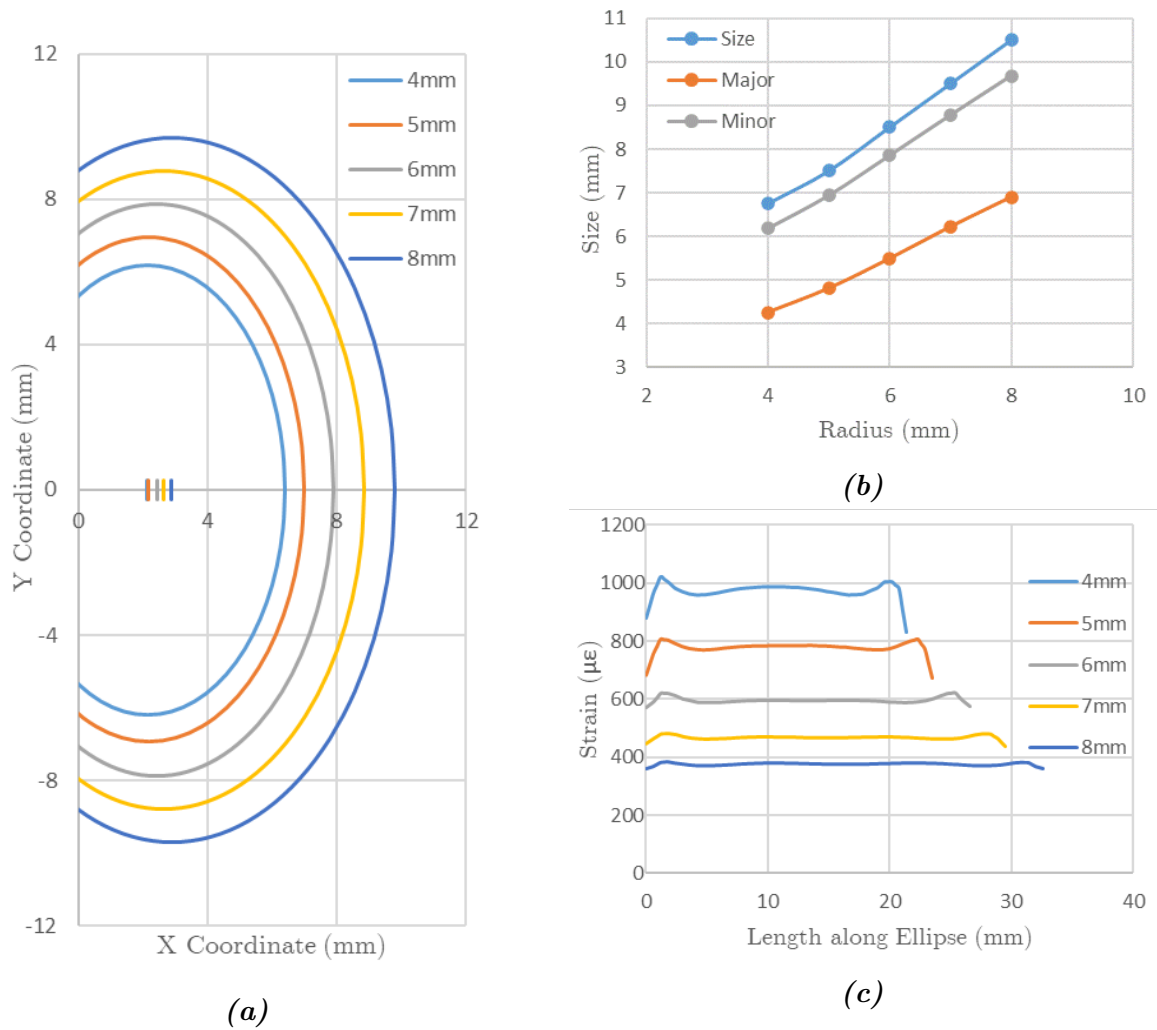 12
8
4
0
-4
-8
-12
0
4
8
12
4mm
5mm
6mm
7mm
8mm
Y Coordinate (mm)
X Coordinate (mm)
(a)
11
10
9
8
7
6
5
4
3
2
4
6
8
10
Size
Major
Minor
Size (mm)
Radius (mm)
(b)
1200
1000
800
600
400
200
0
0
10
20
30
40
4mm
5mm
6mm
7mm
8mm
Strain (με)
Length along Ellipse (mm)
(c)